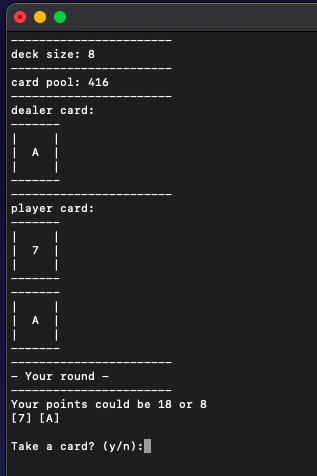 -----------------------
deck size: 8
-----------------------
card pool: 416
-----------------------
dealer card:
-------
|     |
|  A  |
|     |
-------
-----------------------
player card:
-------
|     |
|  7  |
|     |
-------
-------
|     |
|  A  |
|     |
-------
-----------------------
- Your round -
-----------------------
Your points could be 18 or 8
[7] [A]
Take a card? (y/n):